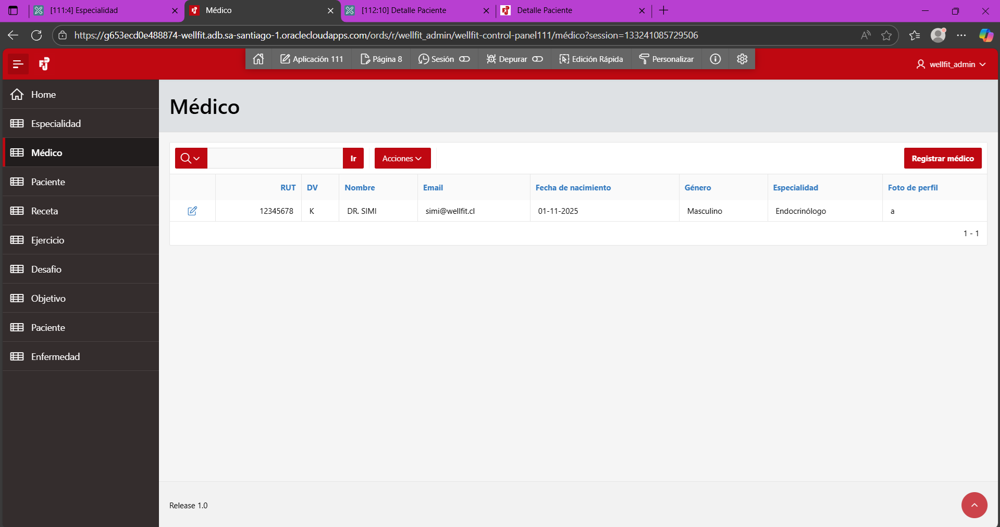 [111:4] Especialidad
Médico
[112:10] Detalle Paciente
Detalle Paciente
https://g653ecd0e488874-wellfit.adb.sa-santiago-1.oraclecloudapps.com/ords/r/wellfit_admin/wellfit-control-panel111/médico?session=133241085729506
Aplicación 111
Página 8
Sesión
Depurar
Edición Rápida
Personalizar
wellfit_admin
Home
Especialidad
Médico
Paciente
Receta
Ejercicio
Desafio
Objetivo
Paciente
Enfermedad
Médico
Ir
Acciones
Registrar médico
RUT DV Nombre Email Fecha de nacimiento Género Especialidad Foto de perfil
12345678 K DR. SIMI simi@wellfit.cl 01-11-2025 Masculino Endocrinólogo a
1 - 1
Release 1.0